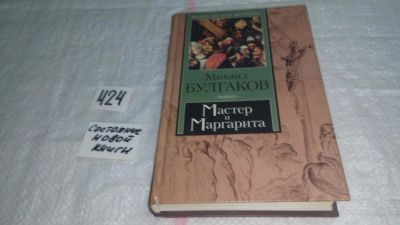 424
Состояние
новой
книги
Михаил
БУЛГАКОВ
Мастер
и
Маргарита